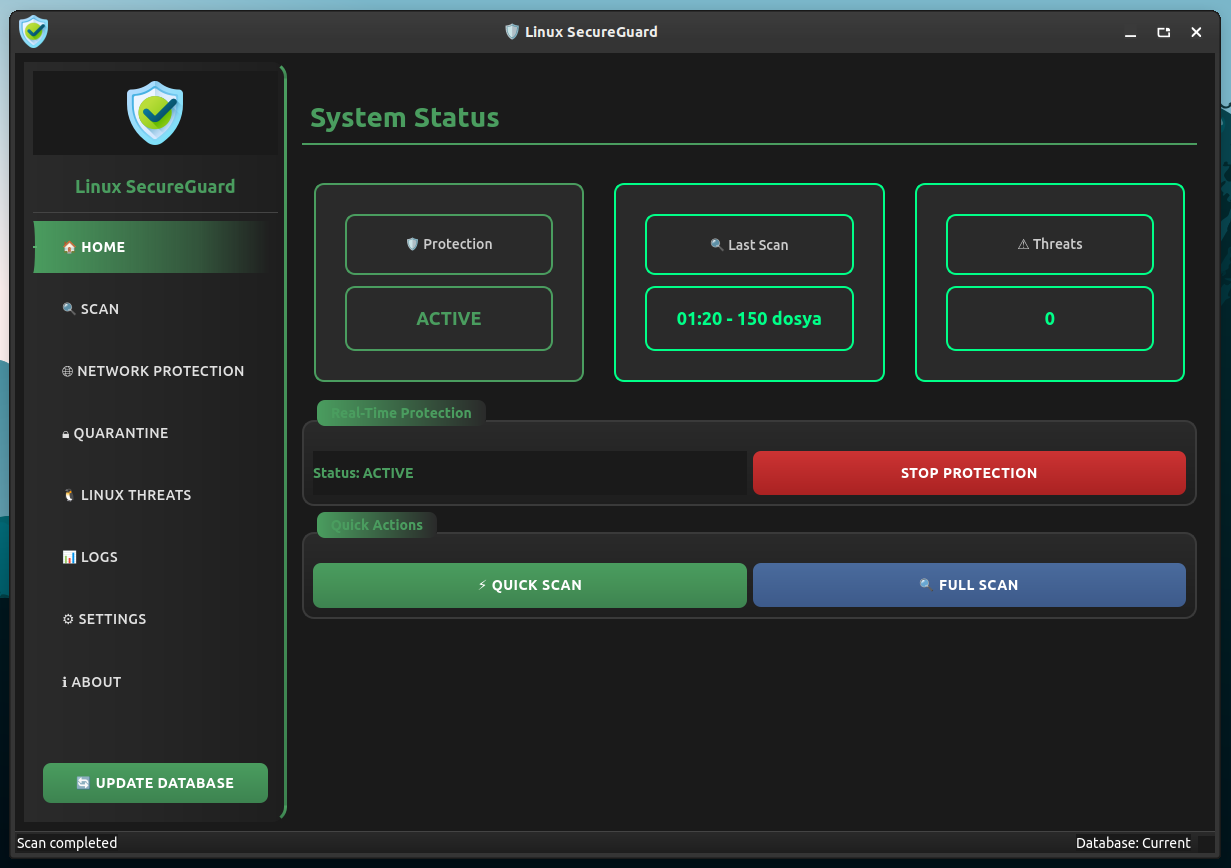 🛡️ Linux SecureGuard
Linux SecureGuard
🏠 HOME
🔍 SCAN
🌐 NETWORK PROTECTION
🔒 QUARANTINE
🐧 LINUX THREATS
📊 LOGS
⚙ SETTINGS
ℹ ABOUT
🔄 UPDATE DATABASE
System Status
🛡️ Protection
ACTIVE
🔍 Last Scan
01:20 - 150 dosya
⚠ Threats
0
Real-Time Protection
Status: ACTIVE
STOP PROTECTION
Quick Actions
⚡ QUICK SCAN
🔍 FULL SCAN
Scan completed
Database: Current